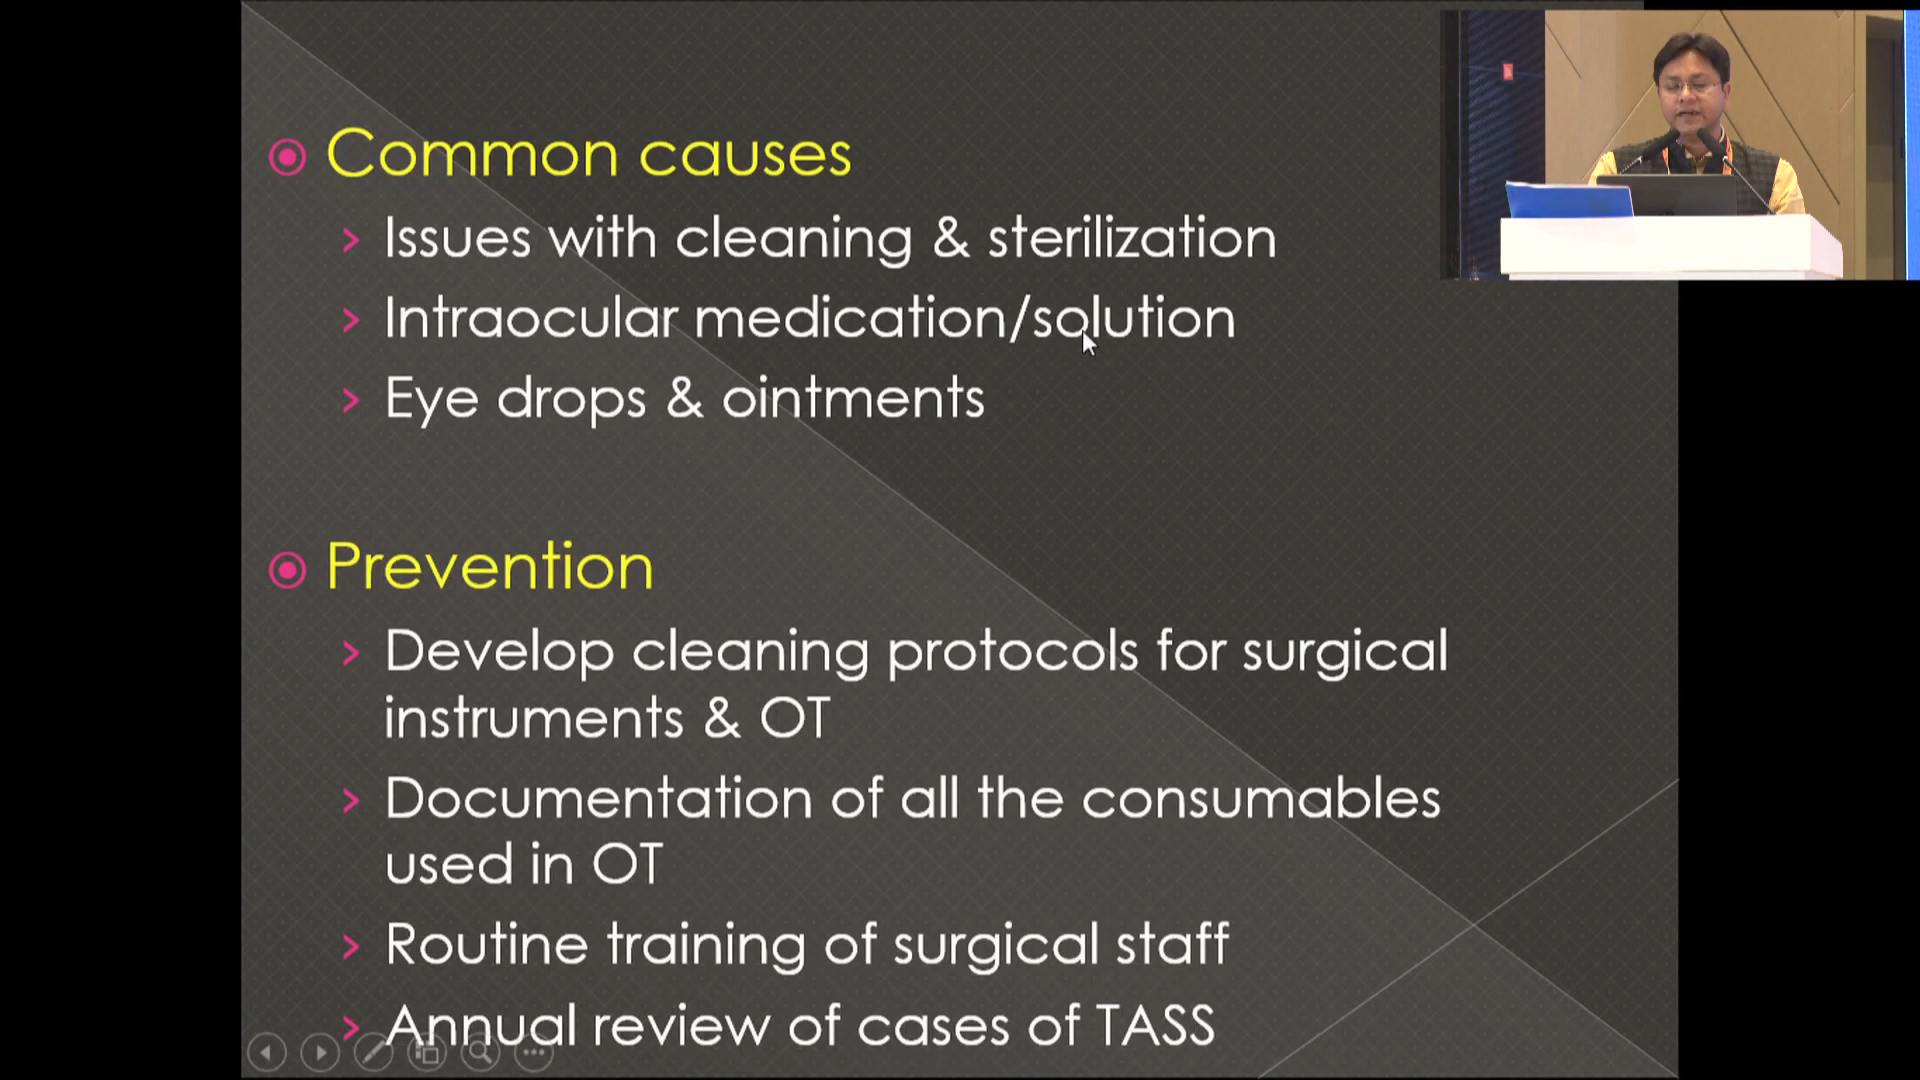 Common causes
Issues with cleaning & sterilization
Intraocular medication/solution
Eye drops & ointments
Prevention
Develop cleaning protocols for surgical
instruments & OT
Documentation of all the consumables
used in OT
Routine training of surgical staff
Annual review of cases of TASS